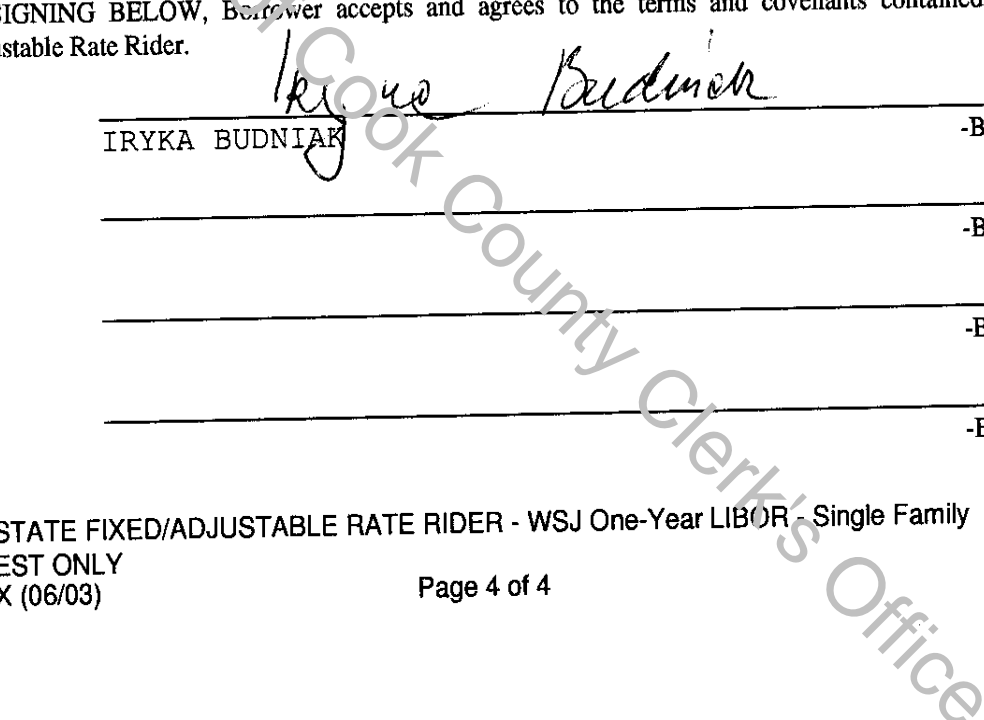 SIGNING BELOW, Borrower accepts and agrees to the terms and covenants contained
stable Rate Rider.
Budniak
IRYKA BUDNIAK
-B
-B
-B
-B
STATE FIXED/ADJUSTABLE RATE RIDER - WSJ One-Year LIBOR - Single Family
EST ONLY
X (06/03)
Page 4 of 4
Cook County Clerk's Office